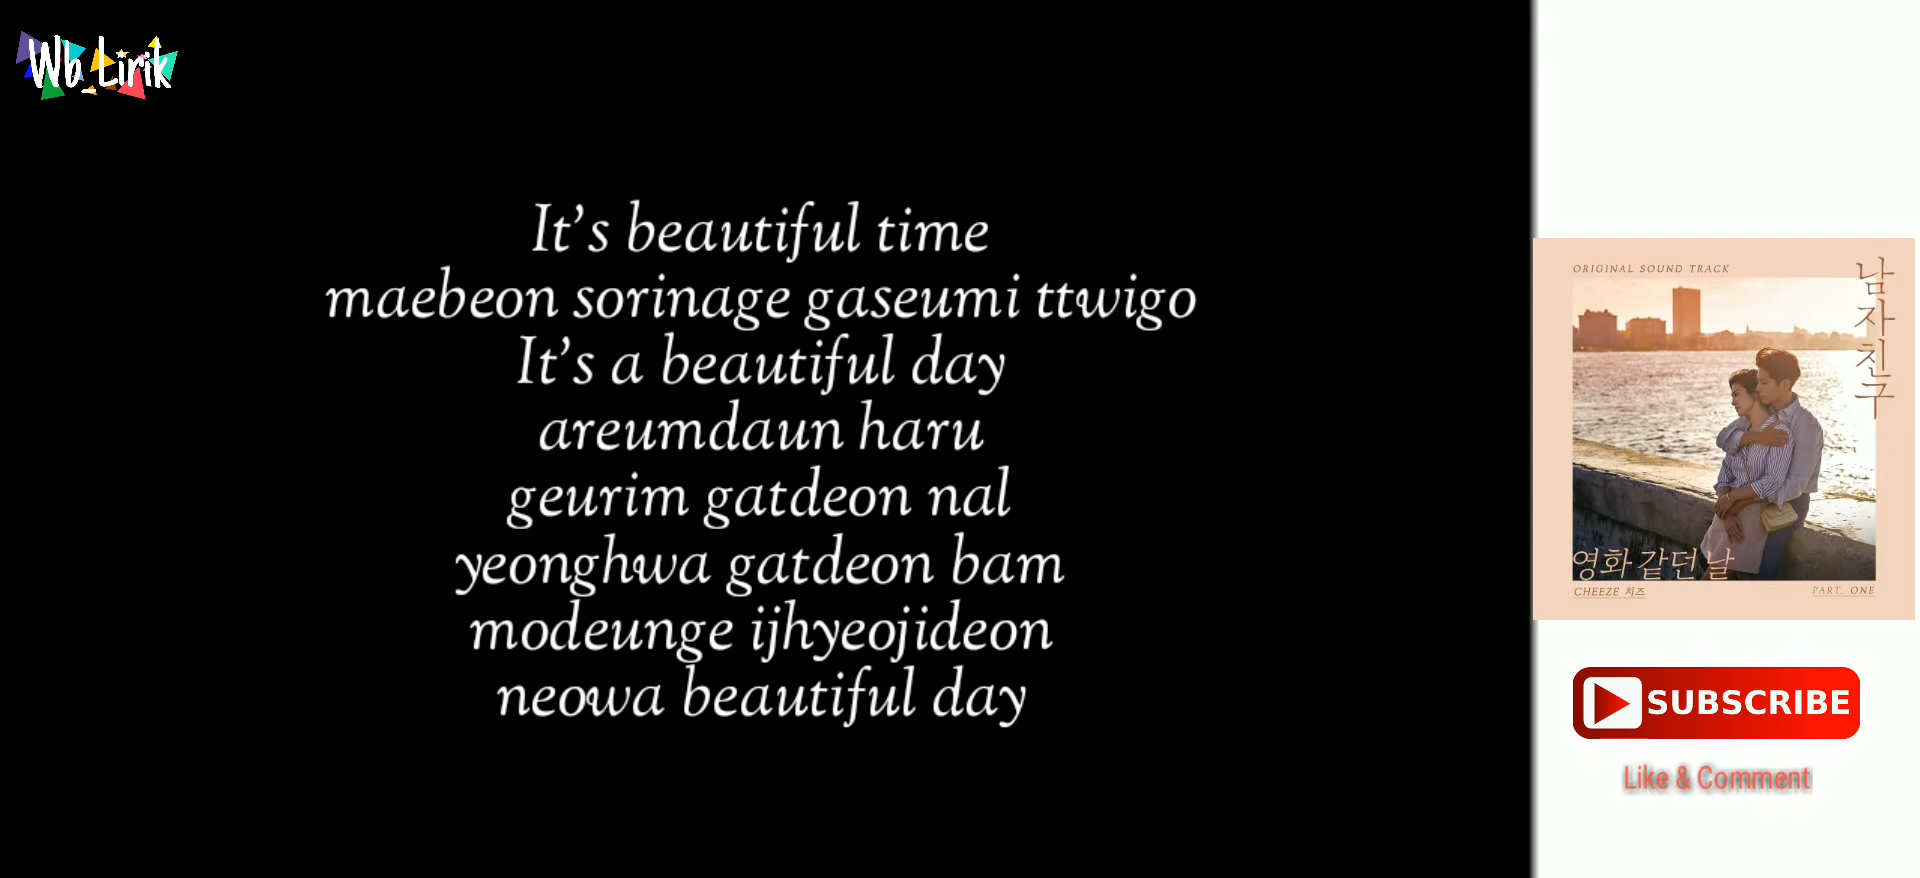 Wb_Lirik
It's beautiful time
maebeon sorinage gaseumi ttwigo
It's a beautiful day
areumdaun haru
geurim gatdeon nal
yeonghwa gatdeon bam
modeunge ijhyeojideon
neowa beautiful day
ORIGINAL SOUND TRACK
남자친구
영화 같던 날
CHEEZE 치즈
PART. ONE
SUBSCRIBE
Like & Comment